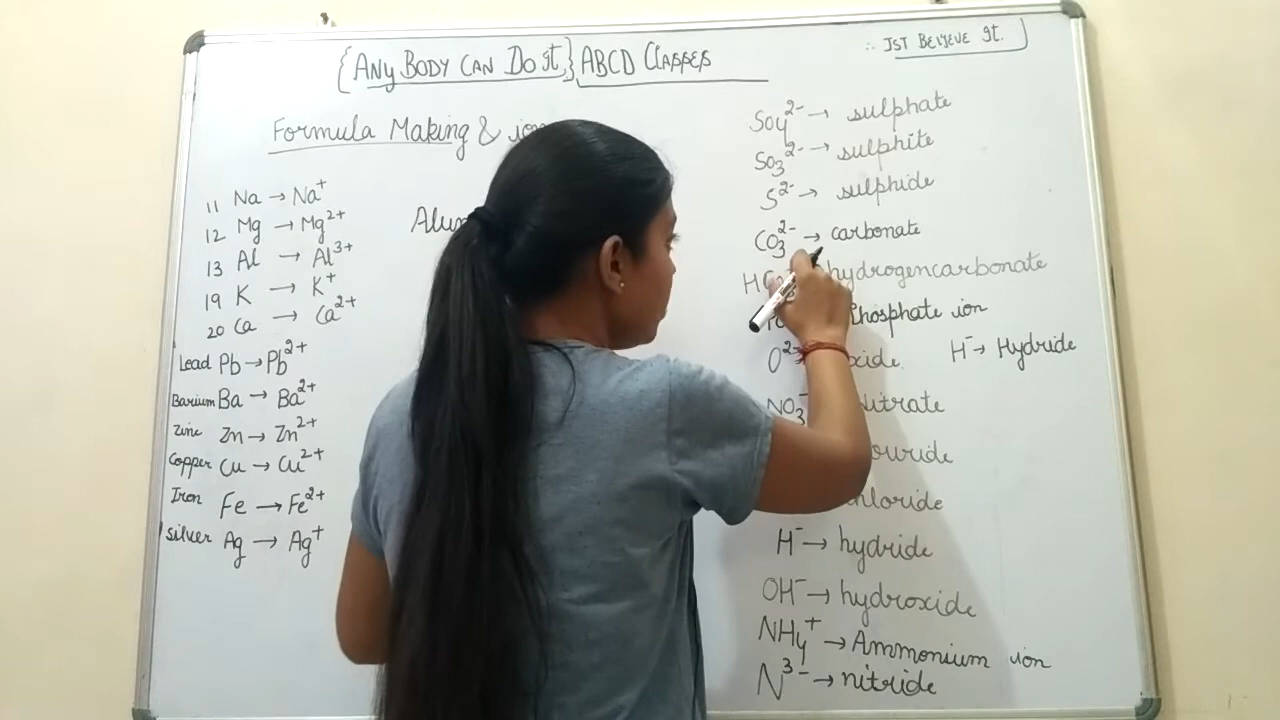 {ANY BODY CAN DO It.} ABCD Classes
∴ JST BELIEVE It.
Formula Making &
11 Na → Na⁺
12 Mg → Mg²⁺
13 Al → Al³⁺
19 K → K⁺
20 Ca → Ca²⁺
Lead Pb → Pb²⁺
Barium Ba → Ba²⁺
Zinc Zn → Zn²⁺
Copper Cu → Cu²⁺
Iron Fe → Fe²⁺
Silver Ag → Ag⁺
SO₄²⁻ → sulphate
SO₃²⁻ → sulphite
S²⁻ → sulphide
CO₃²⁻ → carbonate
hydrogencarbonate
Phosphate ion
O²⁻
H⁻ → Hydride
NO₃⁻ Nitrate
chloride
H⁻ → hydride
OH⁻ → hydroxide
NH₄⁺ → Ammonium ion
N³⁻ → nitride